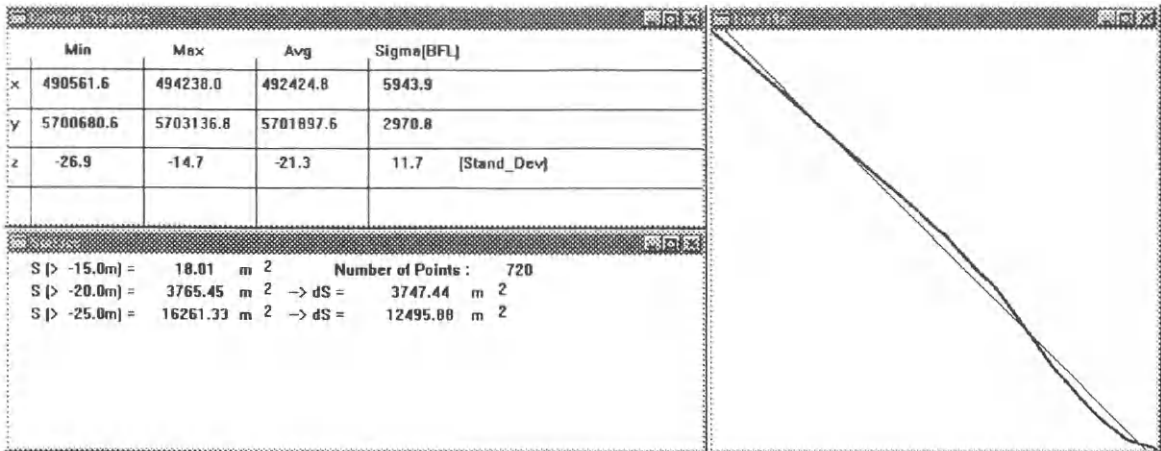 Min Max Avg Sigma(BFL)
x 490561.6 494238.0 492424.8 5943.9
y 5700680.6 5703136.8 5701897.6 2970.8
z -26.9 -14.7 -21.3 11.7 (Stand_Dev)
S (> -15.0m) = 18.01 m 2 Number of Points : 720
S (> -20.0m) = 3765.45 m 2 -> dS = 3747.44 m 2
S (> -25.0m) = 16261.33 m 2 -> dS = 12495.88 m 2